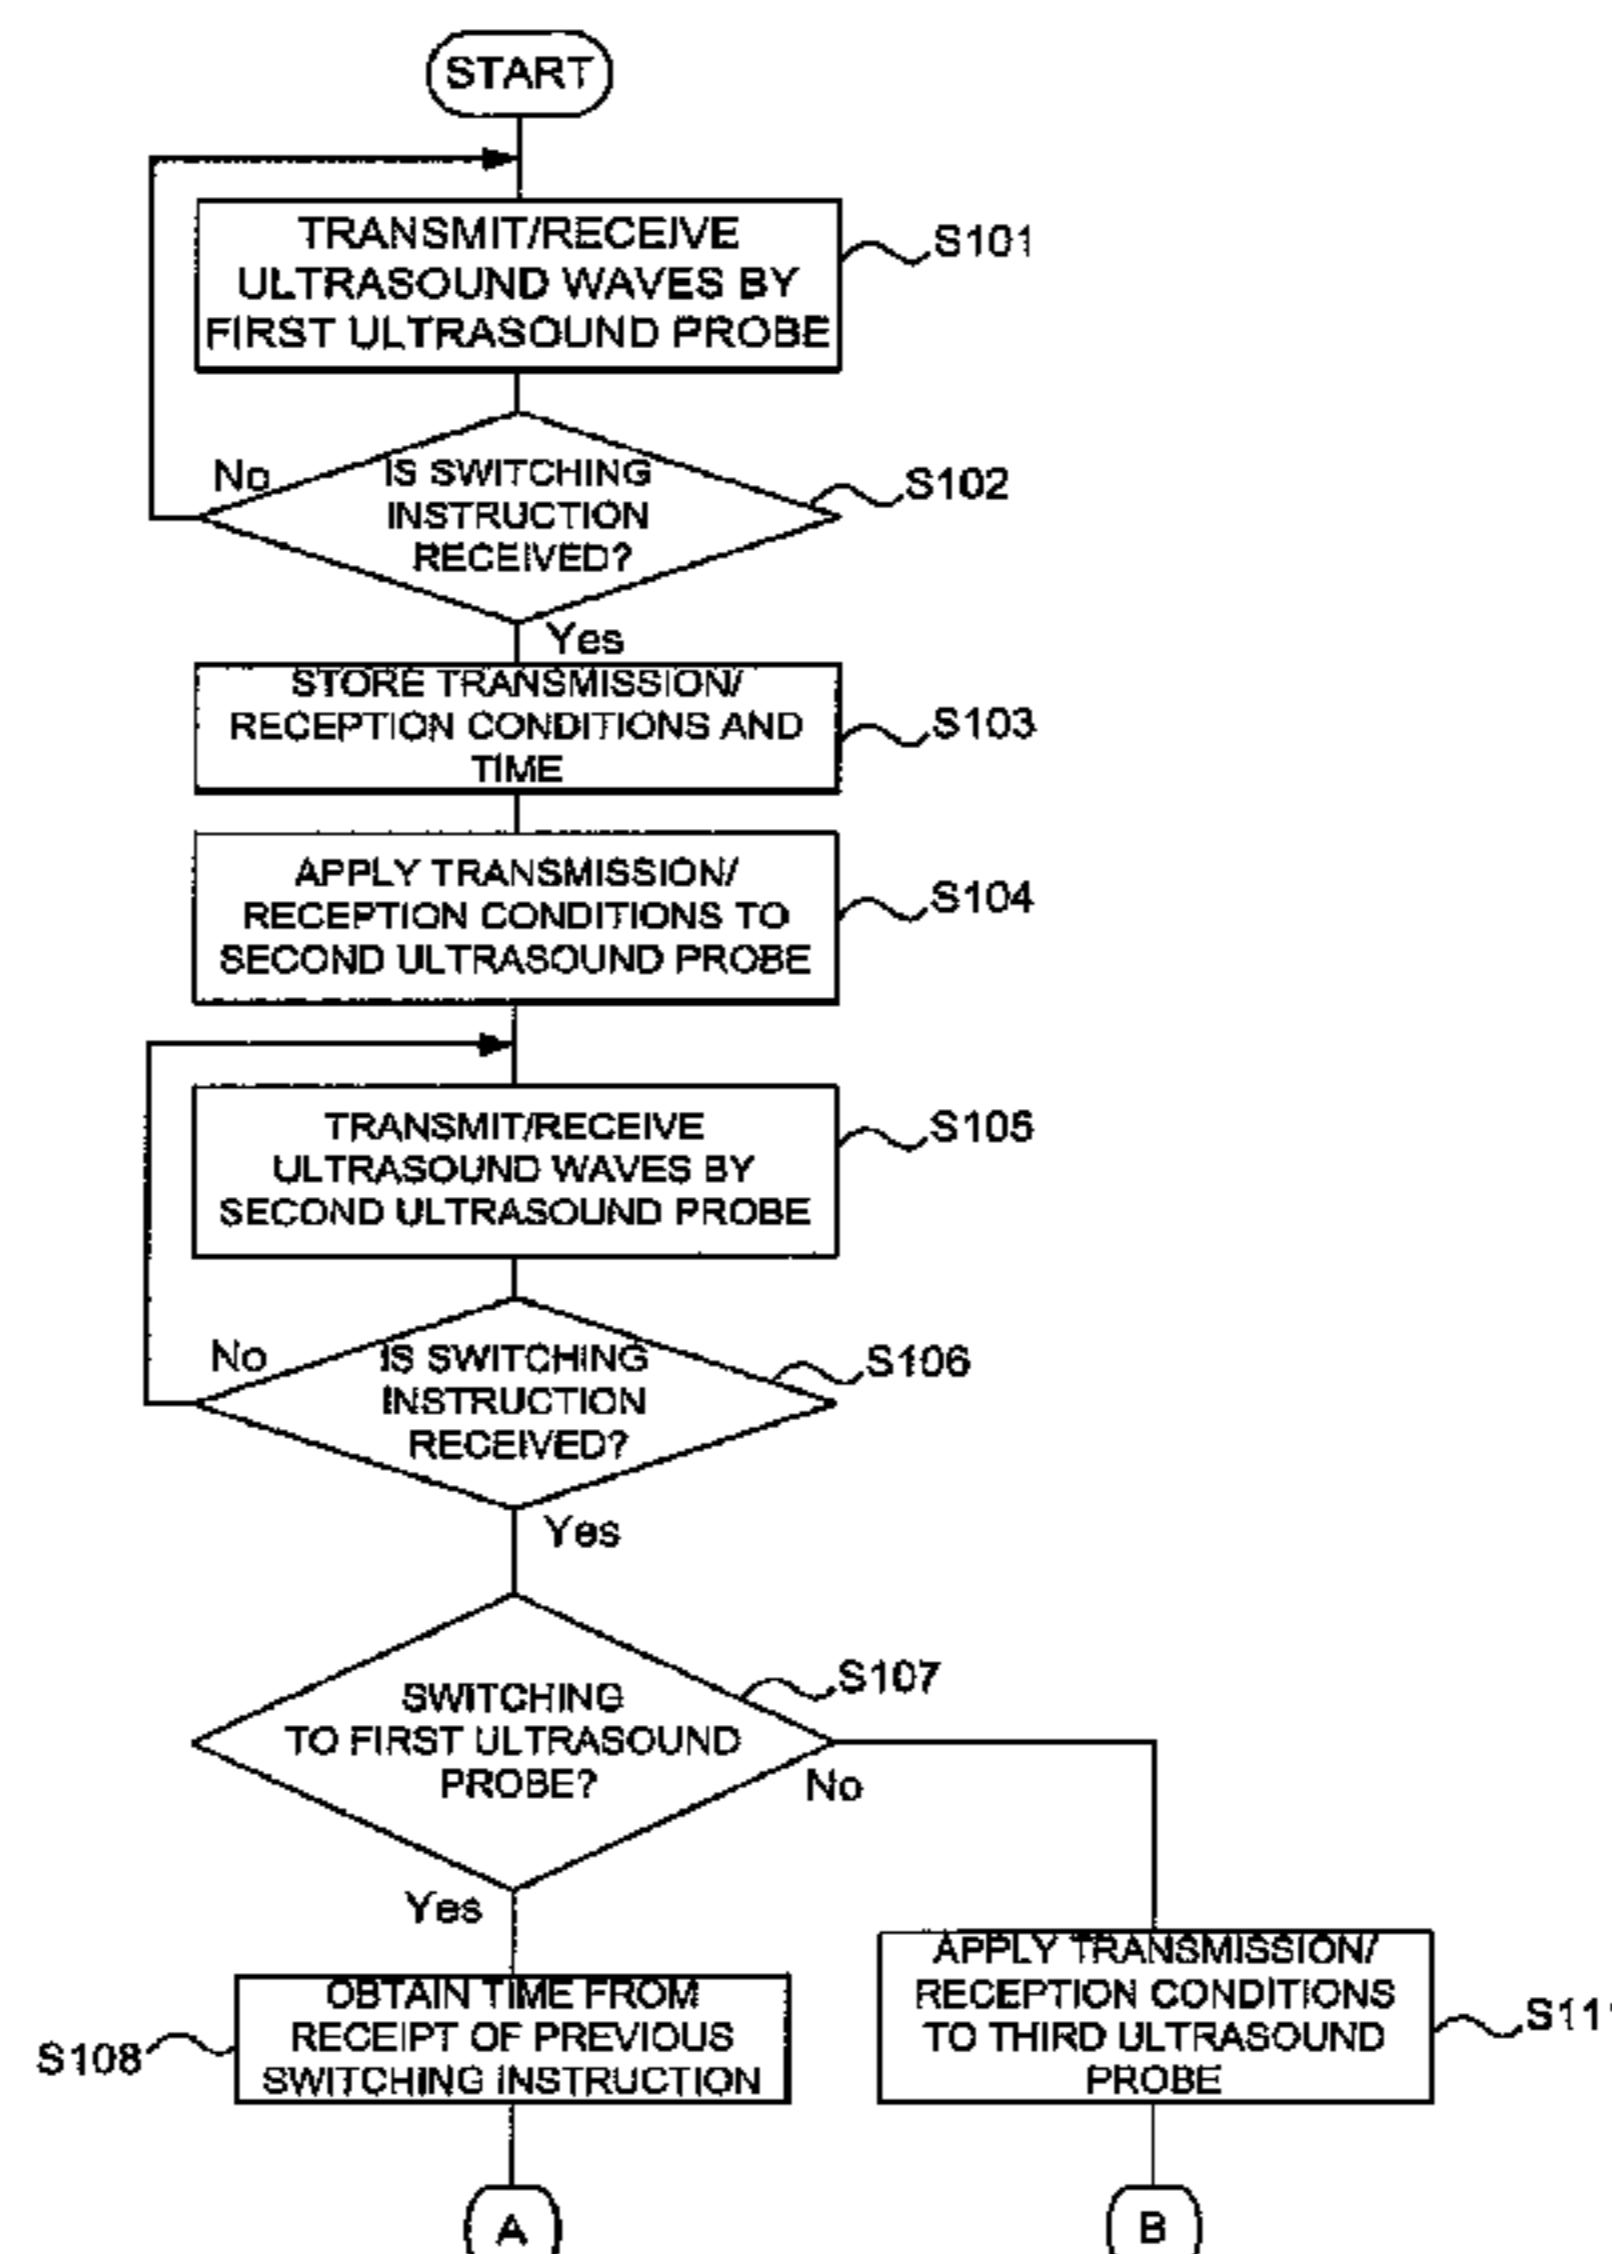 START
TRANSMIT/RECEIVE
ULTRASOUND WAVES BY
FIRST ULTRASOUND PROBE
S101
No
IS SWITCHING
INSTRUCTION
RECEIVED?
S102
Yes
STORE TRANSMISSION/
RECEPTION CONDITIONS AND
TIME
S103
APPLY TRANSMISSION/
RECEPTION CONDITIONS TO
SECOND ULTRASOUND PROBE
S104
TRANSMIT/RECEIVE
ULTRASOUND WAVES BY
SECOND ULTRASOUND PROBE
S105
No
IS SWITCHING
INSTRUCTION
RECEIVED?
S106
Yes
SWITCHING
TO FIRST ULTRASOUND
PROBE?
S107
No
Yes
OBTAIN TIME FROM
RECEIPT OF PREVIOUS
SWITCHING INSTRUCTION
S108
APPLY TRANSMISSION/
RECEPTION CONDITIONS
TO THIRD ULTRASOUND
PROBE
A
B